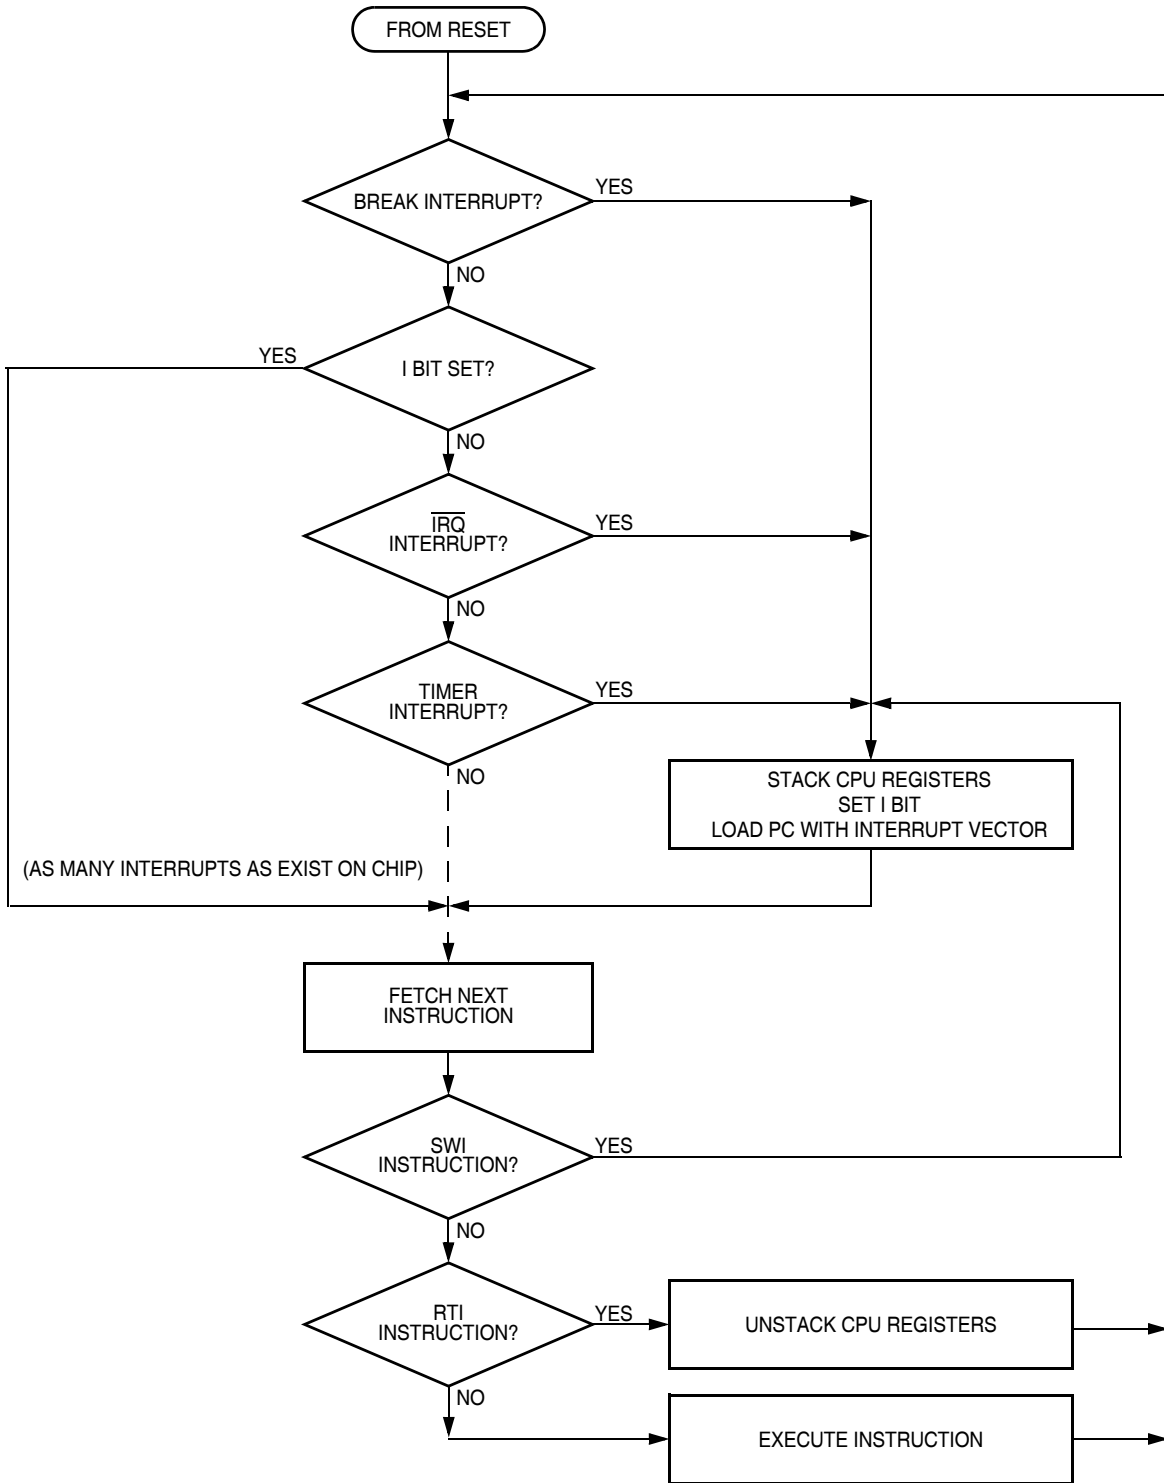 FROM RESET
BREAK INTERRUPT?
YES
NO
YES
I BIT SET?
NO
IRQ
INTERRUPT?
YES
NO
TIMER
INTERRUPT?
YES
NO
STACK CPU REGISTERS
SET I BIT
LOAD PC WITH INTERRUPT VECTOR
(AS MANY INTERRUPTS AS EXIST ON CHIP)
FETCH NEXT
INSTRUCTION
SWI
INSTRUCTION?
YES
NO
RTI
INSTRUCTION?
YES
UNSTACK CPU REGISTERS
NO
EXECUTE INSTRUCTION